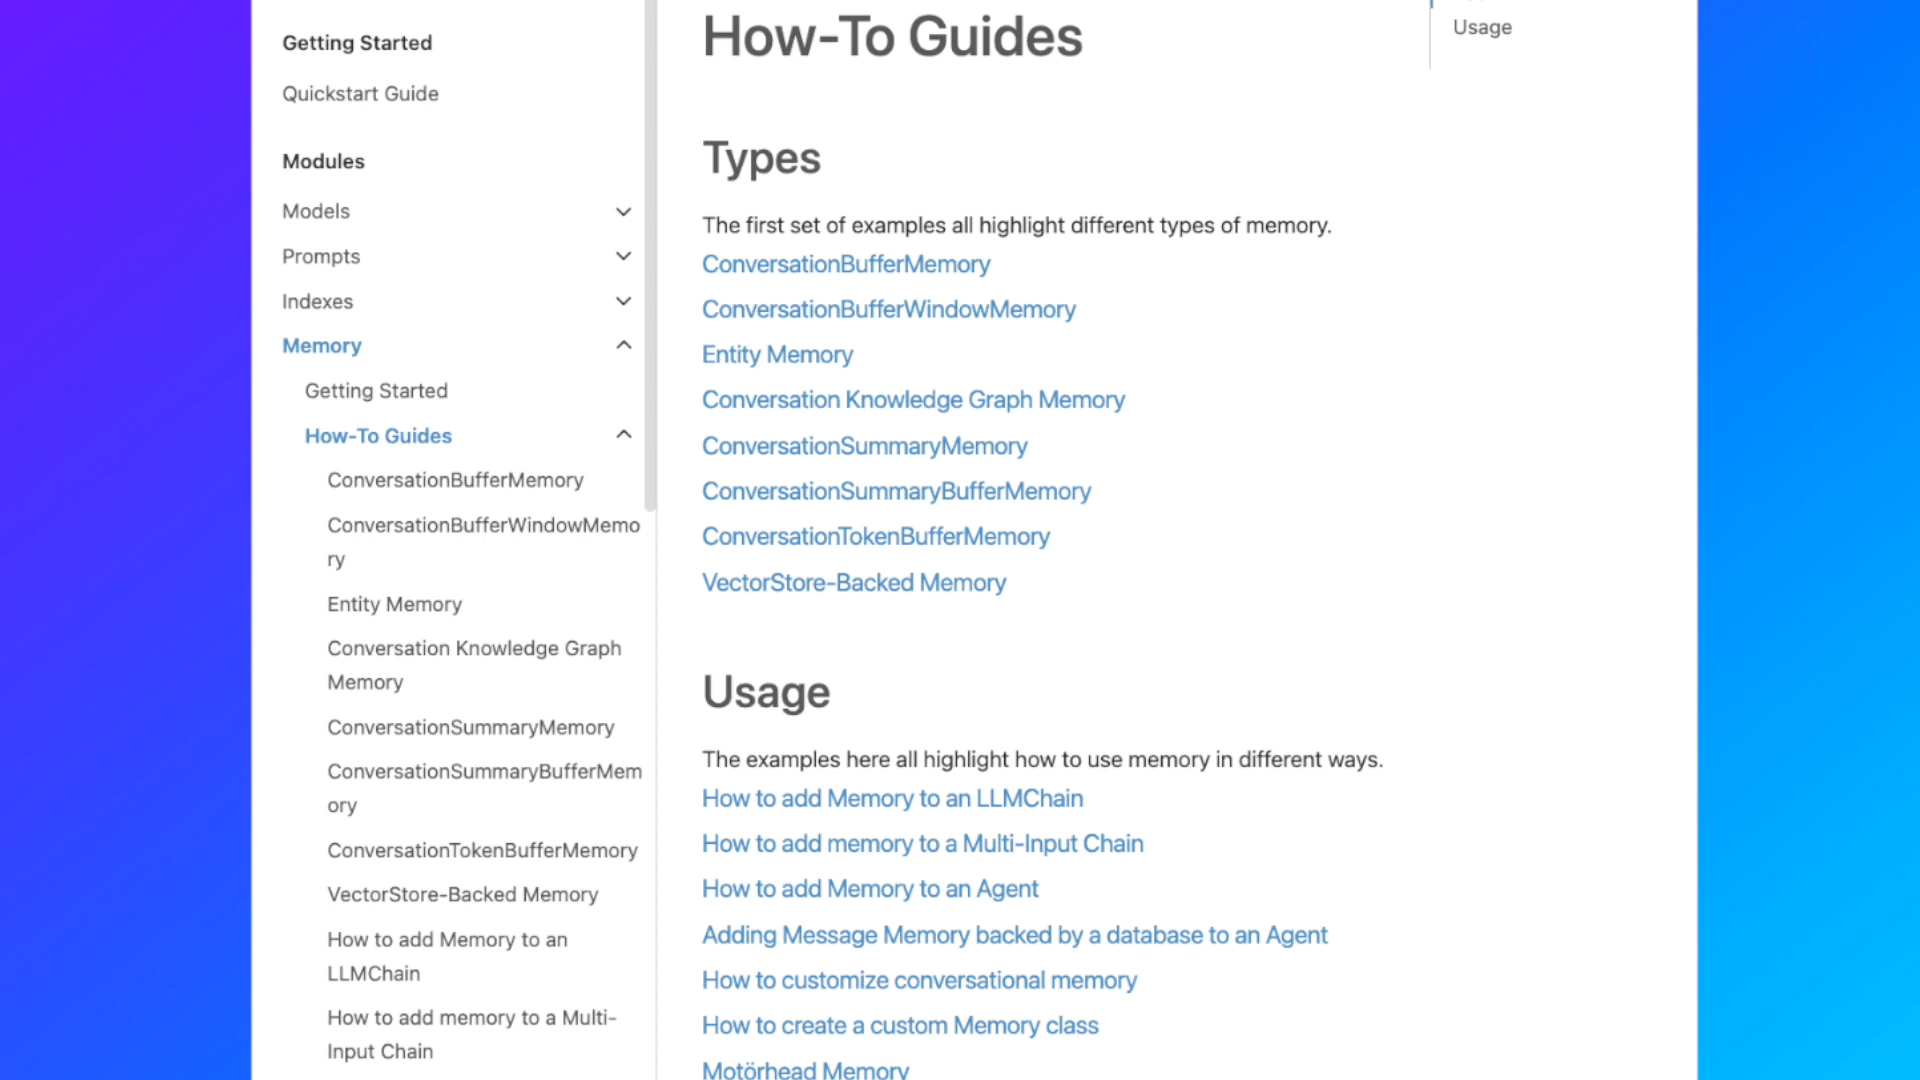 Getting Started
Quickstart Guide
Modules
Models
Prompts
Indexes
Memory
Getting Started
How-To Guides
ConversationBufferMemory
ConversationBufferWindowMemo
ry
Entity Memory
Conversation Knowledge Graph
Memory
ConversationSummaryMemory
ConversationSummaryBufferMem
ory
ConversationTokenBufferMemory
VectorStore-Backed Memory
How to add Memory to an
LLMChain
How to add memory to a Multi-
Input Chain
How-To Guides
Types
The first set of examples all highlight different types of memory.
ConversationBufferMemory
ConversationBufferWindowMemory
Entity Memory
Conversation Knowledge Graph Memory
ConversationSummaryMemory
ConversationSummaryBufferMemory
ConversationTokenBufferMemory
VectorStore-Backed Memory
Usage
The examples here all highlight how to use memory in different ways.
How to add Memory to an LLMChain
How to add memory to a Multi-Input Chain
How to add Memory to an Agent
Adding Message Memory backed by a database to an Agent
How to customize conversational memory
How to create a custom Memory class
Motörhead Memory
Usage